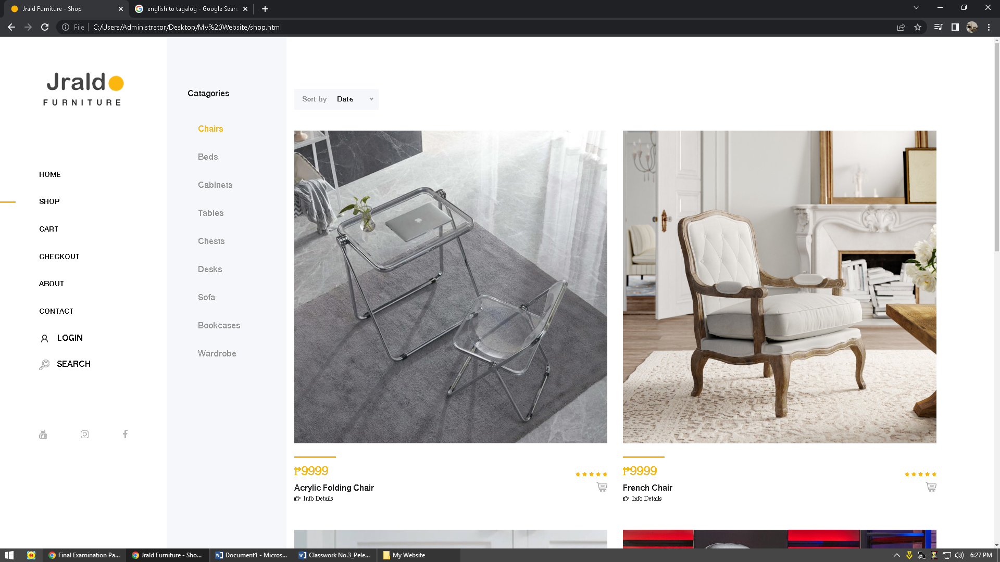 Jrald Furniture - Shop
english to tagalog - Google Searc
File
C:/Users/Administrator/Desktop/My%20Website/shop.html
Jrald
FURNITURE
HOME
SHOP
CART
CHECKOUT
ABOUT
CONTACT
LOGIN
SEARCH
You
Tube
Catagories
Chairs
Beds
Cabinets
Tables
Chests
Desks
Sofa
Bookcases
Wardrobe
Sort by Date
₱9999
Acrylic Folding Chair
Info Details
₱9999
French Chair
Info Details
Final Examination Pa...
Jrald Furniture - Sho...
Document1 - Micros...
Classwork No.3_Pele...
My Website
6:27 PM